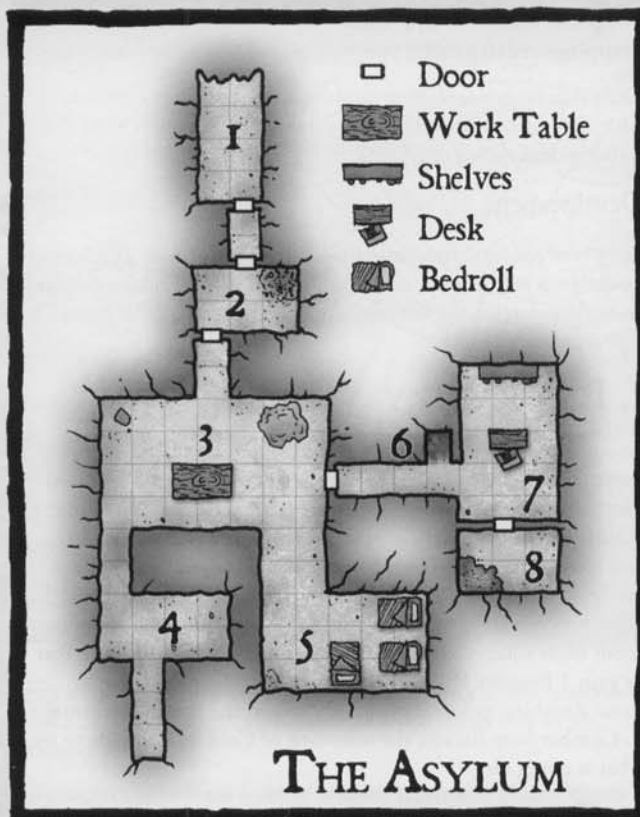 Door
Work Table
Shelves
Desk
Bedroll
1
2
3
6
7
8
4
5
The Asylum